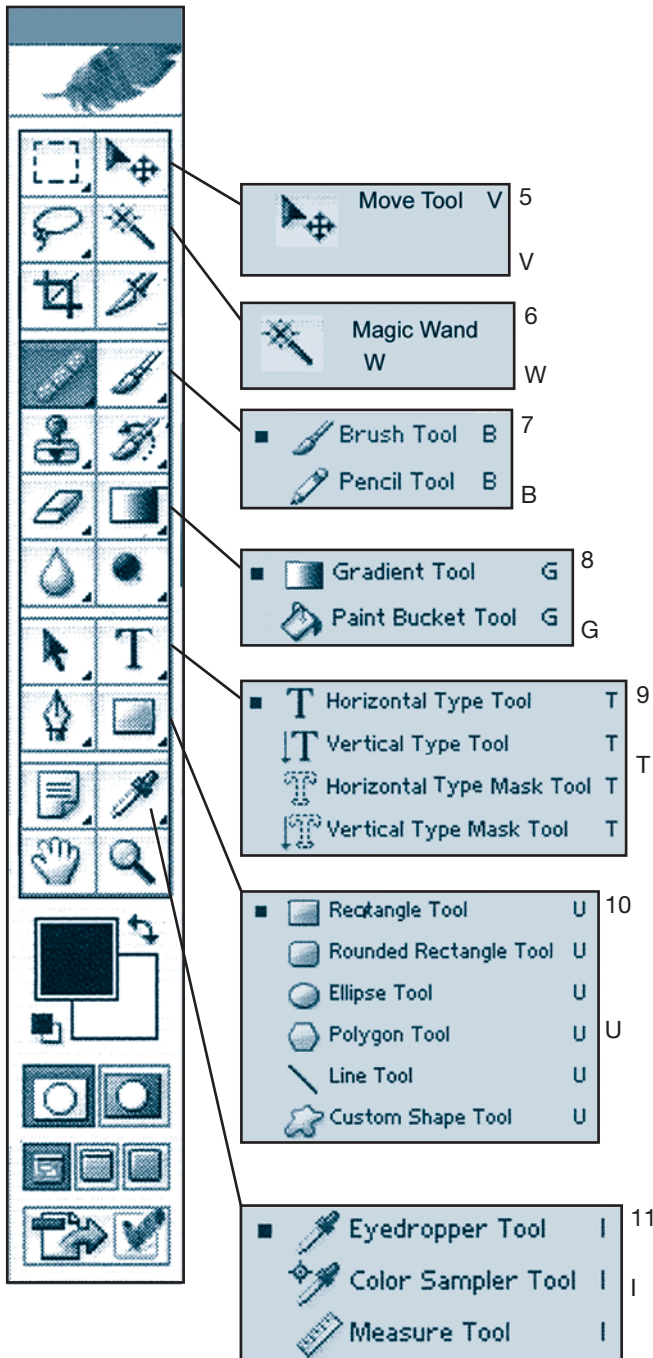 Move Tool V 5
V
Magic Wand 6
W
W
Brush Tool B 7
Pencil Tool B
B
Gradient Tool G 8
Paint Bucket Tool G
G
T Horizontal Type Tool T 9
T Vertical Type Tool T
T
T Horizontal Type Mask Tool T
T Vertical Type Mask Tool T
T
Rectangle Tool U 10
Rounded Rectangle Tool U
Ellipse Tool U
Polygon Tool U
U
Line Tool U
Custom Shape Tool U
Eyedropper Tool I 11
Color Sampler Tool I
I
Measure Tool I